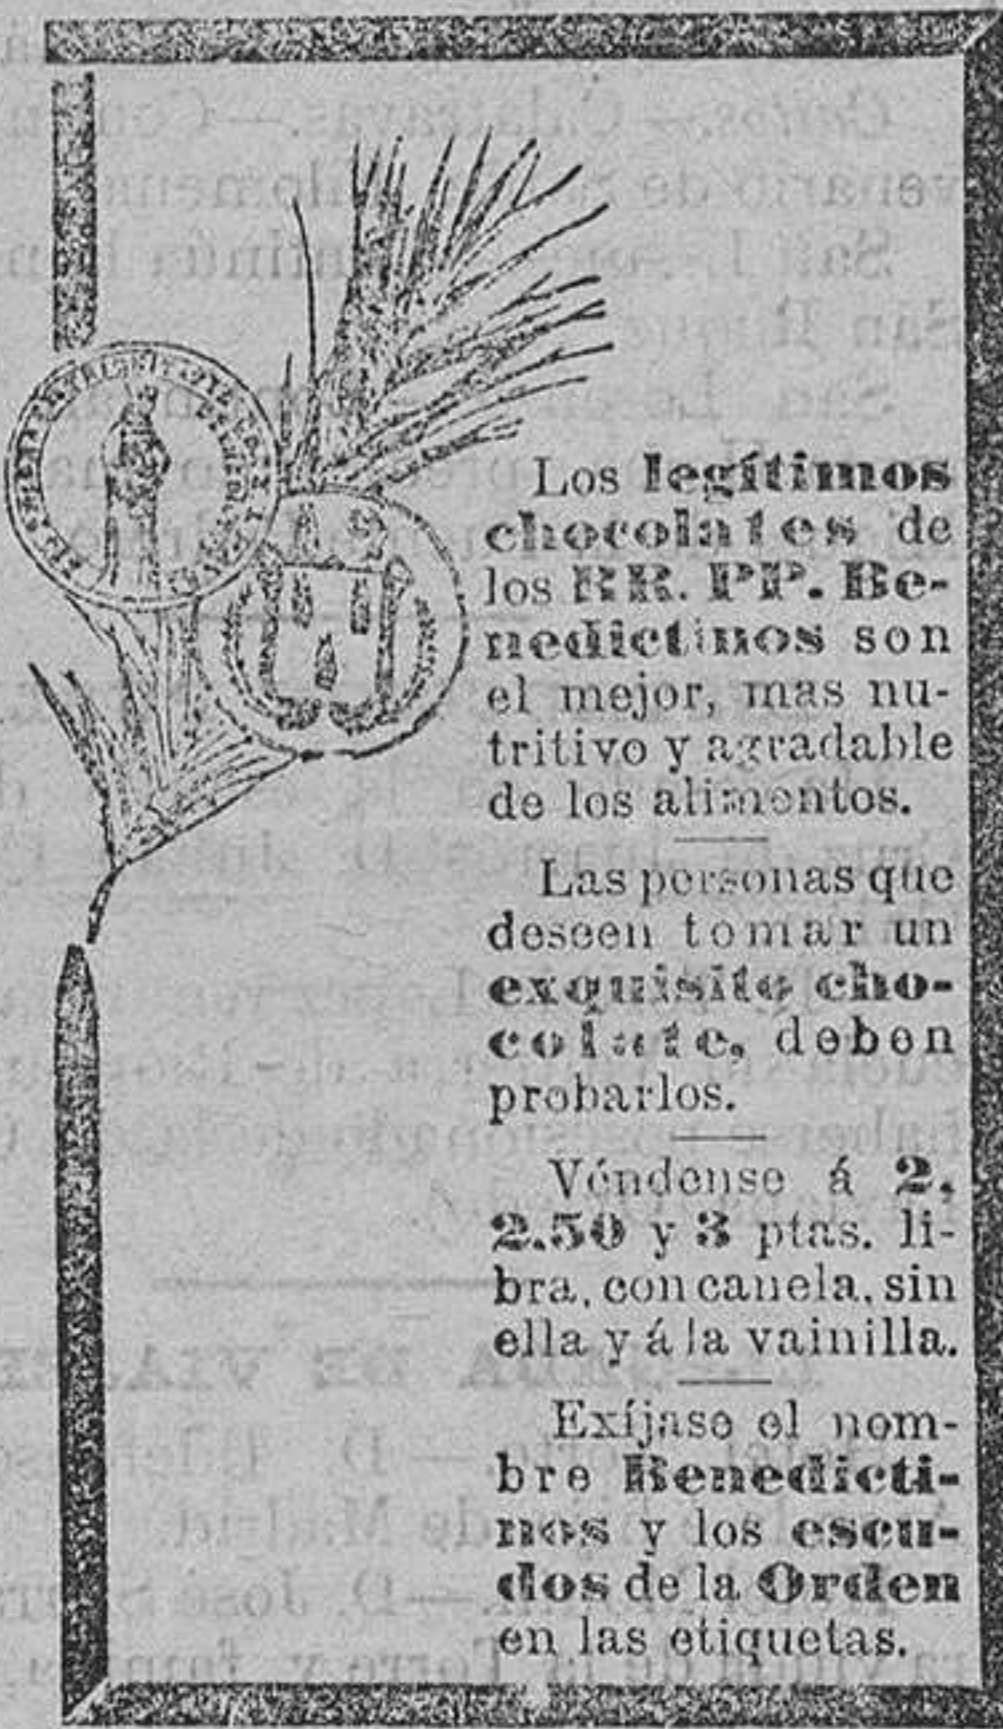 Los legítimos
chocolates de
los RR. PP. Be-
nedictinos son
el mejor, mas nu-
tritivo y agradable
de los alimentos.
Las personas que
deseen tomar un
exquisito cho-
colate, deben
probarlos.
Véndense á 2,
2.50 y 3 ptas. li-
bra, con canela, sin
ella y á la vainilla.
Exíjase el nom-
bre Benedicti-
nos y los escu-
dos de la Orden
en las etiquetas.